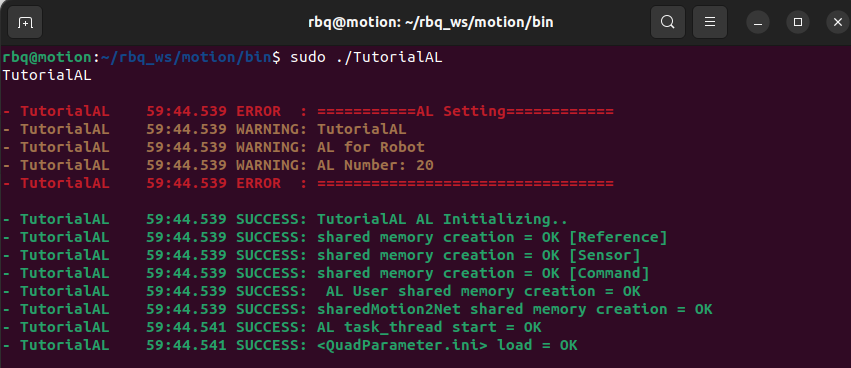 rbq@motion: ~/rbq_ws/motion/bin
rbq@motion:~/rbq_ws/motion/bin$ sudo ./TutorialAL
TutorialAL
- TutorialAL    59:44.539 ERROR  : ===========AL Setting============
- TutorialAL    59:44.539 WARNING: TutorialAL
- TutorialAL    59:44.539 WARNING: AL for Robot
- TutorialAL    59:44.539 WARNING: AL Number: 20
- TutorialAL    59:44.539 ERROR  : =================================
- TutorialAL    59:44.539 SUCCESS: TutorialAL AL Initializing..
- TutorialAL    59:44.539 SUCCESS: shared memory creation = OK [Reference]
- TutorialAL    59:44.539 SUCCESS: shared memory creation = OK [Sensor]
- TutorialAL    59:44.539 SUCCESS: shared memory creation = OK [Command]
- TutorialAL    59:44.539 SUCCESS:  AL User shared memory creation = OK
- TutorialAL    59:44.539 SUCCESS: sharedMotion2Net shared memory creation = OK
- TutorialAL    59:44.541 SUCCESS: AL task_thread start = OK
- TutorialAL    59:44.541 SUCCESS: <QuadParameter.ini> load = OK